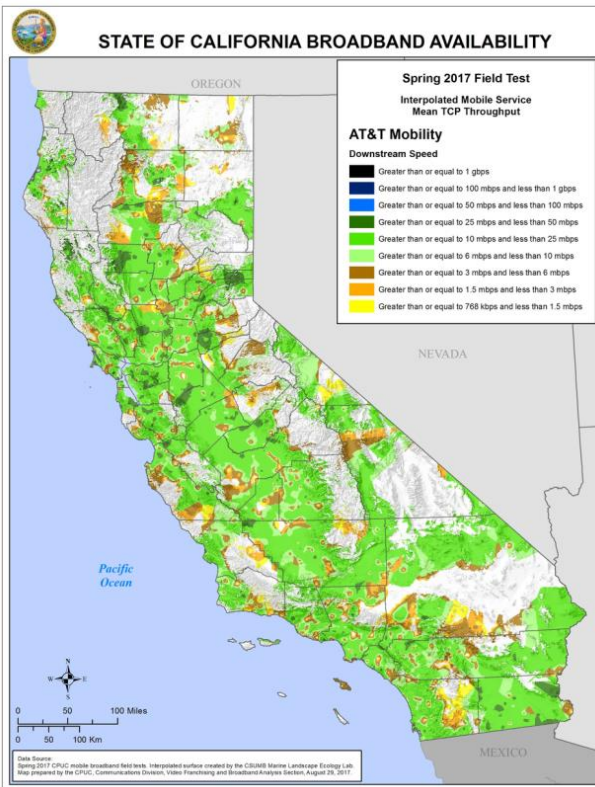 STATE OF CALIFORNIA BROADBAND AVAILABILITY
OREGON
Spring 2017 Field Test
Interpolated Mobile Service
Mean TCP Throughput
AT&T Mobility
Downstream Speed
Greater than or equal to 1 gbps
Greater than or equal to 100 mbps and less than 1 gbps
Greater than or equal to 50 mbps and less than 100 mbps
Greater than or equal to 25 mbps and less than 50 mbps
Greater than or equal to 10 mbps and less than 25 mbps
Greater than or equal to 6 mbps and less than 10 mbps
Greater than or equal to 3 mbps and less than 6 mbps
Greater than or equal to 1.5 mbps and less than 3 mbps
Greater than or equal to 768 kbps and less than 1.5 mbps
NEVADA
Pacific
Ocean
N
W E
S
0 50 100 Miles
0 50 100 Km
MEXICO
Data Source:
Spring 2017 CPUC mobile broadband field tests. Interpolated surface created by the CSUMB Marine Landscape Ecology Lab.
Map prepared by the CPUC, Communications Division, Video Franchising and Broadband Analysis Section, August 29, 2017.